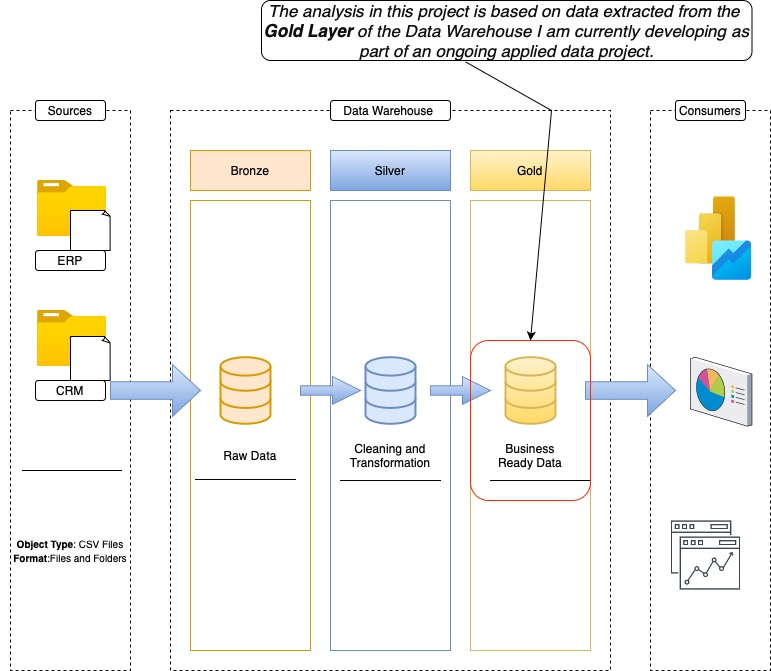 The analysis in this project is based on data extracted from the
Gold Layer of the Data Warehouse I am currently developing as
part of an ongoing applied data project.
Sources
Data Warehouse
Consumers
Bronze
Silver
Gold
ERP
CRM
Raw Data
Cleaning and
Transformation
Business
Ready Data
Object Type: CSV Files
Format:Files and Folders